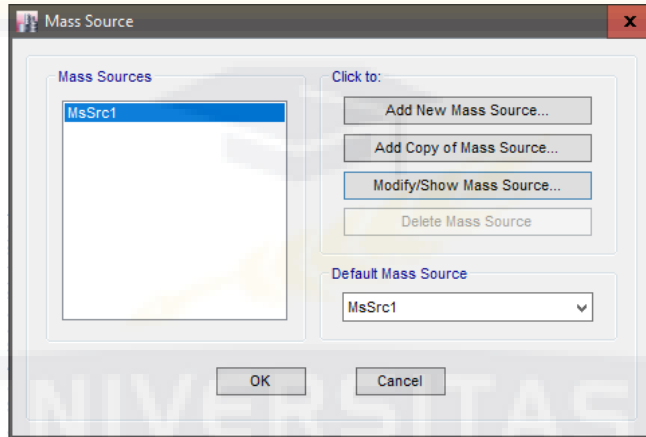 Mass Source
X
Mass Sources
MsSrc1
Click to:
Add New Mass Source...
Add Copy of Mass Source...
Modify/Show Mass Source...
Delete Mass Source
Default Mass Source
MsSrc1
OK
Cancel
NIVERSITAS